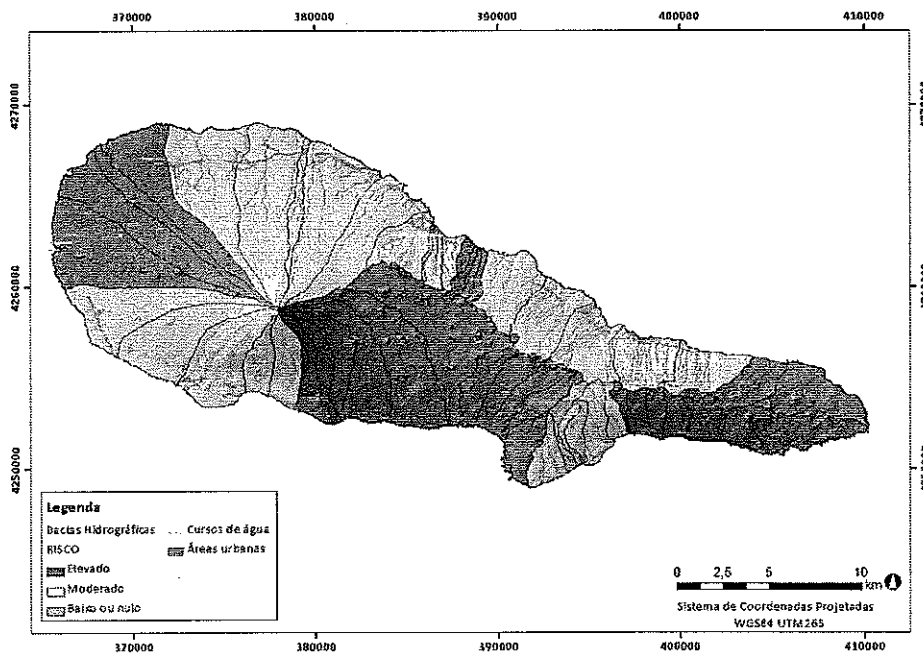 370000 380000 390000 400000 410000
4270000
4260000 4260000
4250000
Legenda
Bacias Hidrográficas
Cursos de água
RISCO
Áreas urbanas
Elevado
Moderado
Baixo ou nulo
0 2,5 5 10
km
Sistema de Coordenadas Projetadas
WGS84 UTM26S
370000 380000 390000 400000 410000